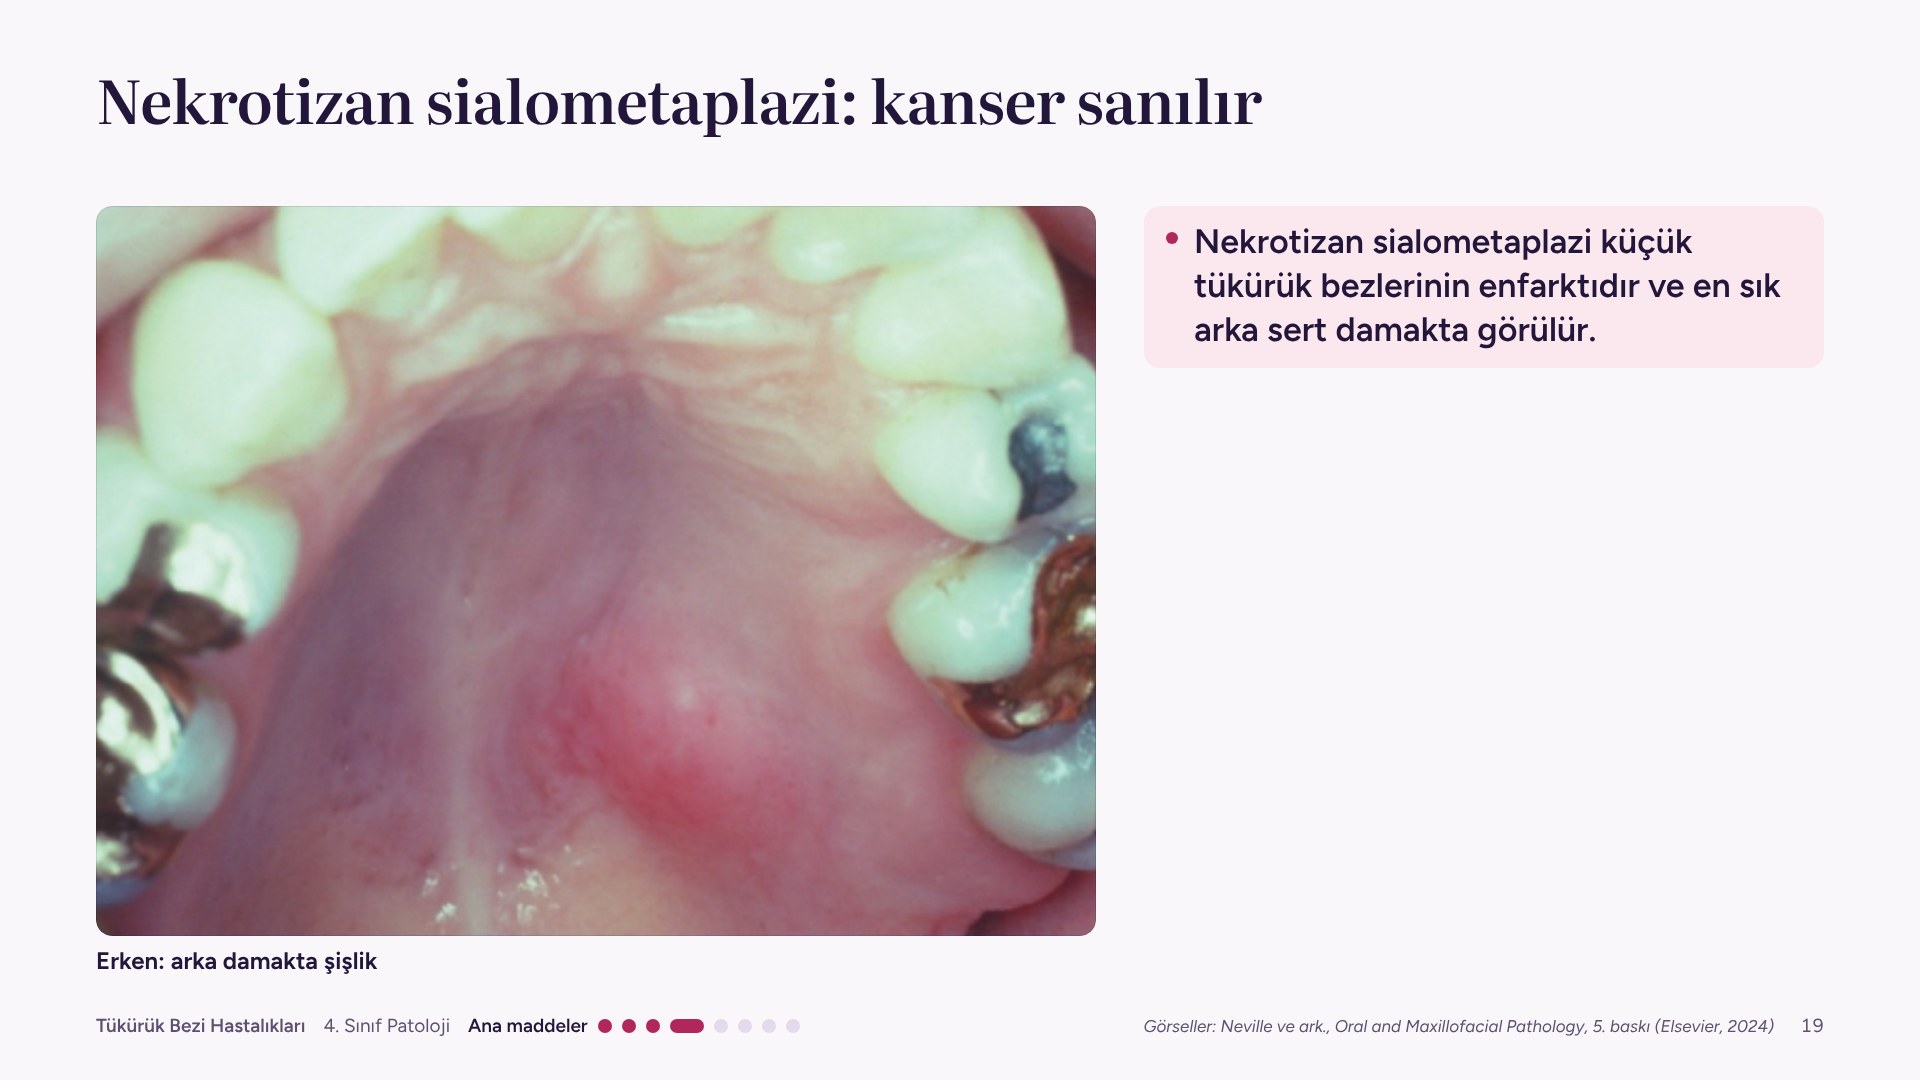 Nekrotizan sialometaplazi: kanser sanılır
Nekrotizan sialometaplazi küçük
tükürük bezlerinin enfarktıdır ve en sık
arka sert damakta görülür.
Erken: arka damakta şişlik
Tükürük Bezi Hastalıkları 4. Sınıf Patoloji Ana maddeler
Görseller: Neville ve ark., Oral and Maxillofacial Pathology, 5. baskı (Elsevier, 2024) 19